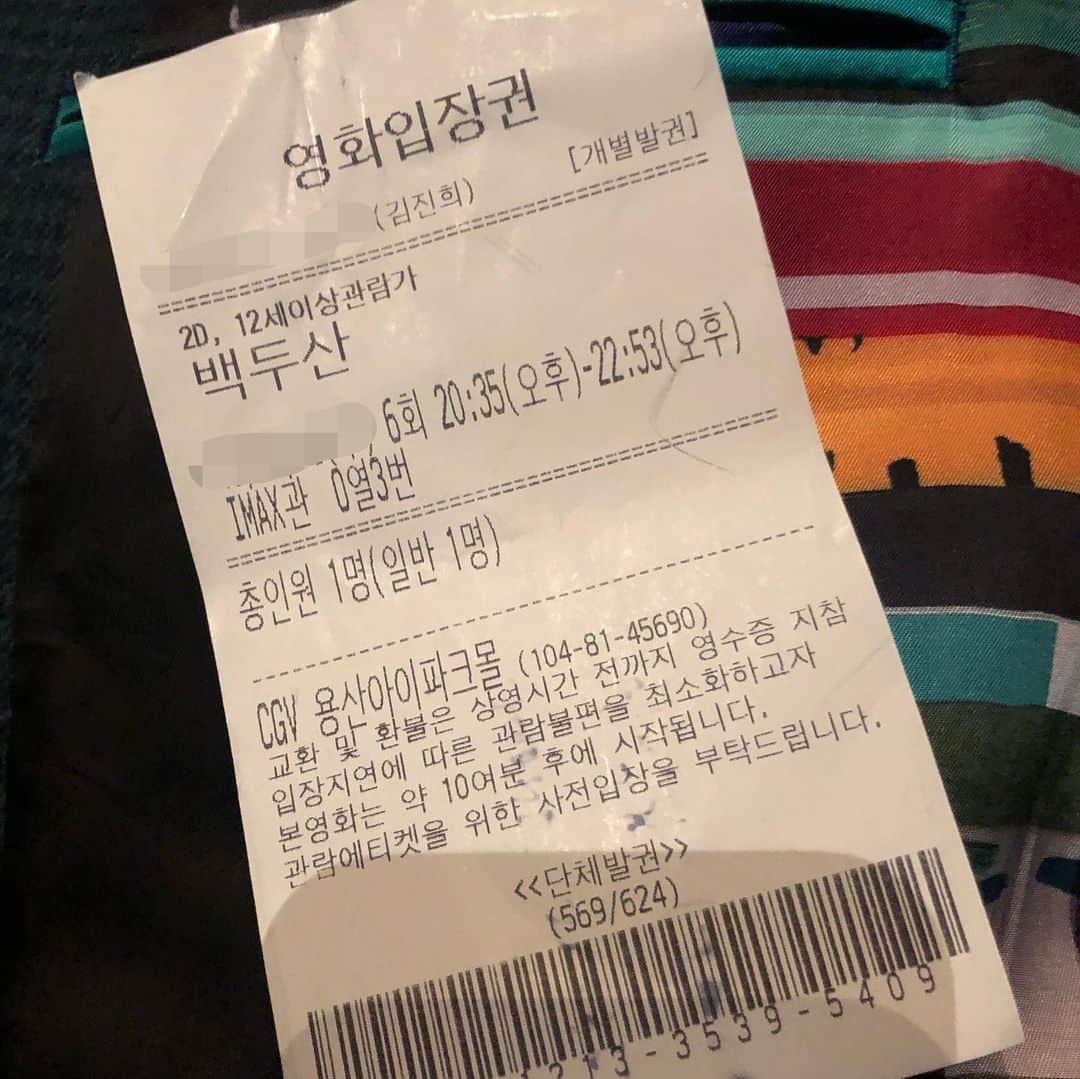 영화입장권
[개별발권]
(김진희)
2D, 12세이상관람가
백두산
6회 20:35(오후)-22:53(오후)
IMAX관 O열3번
총인원 1명(일반 1명)
CGV 용산아이파크몰 (104-81-45690)
교환 및 환불은 상영시간 전까지 영수증 지참
입장지연에 따른 관람불편을 최소화하고자
본영화는 약 10여분 후에 시작됩니다.
관람에티켓을 위한 사전입장을 부탁드립니다.
<<단체발권>>
(569/624)
213-3539-5409